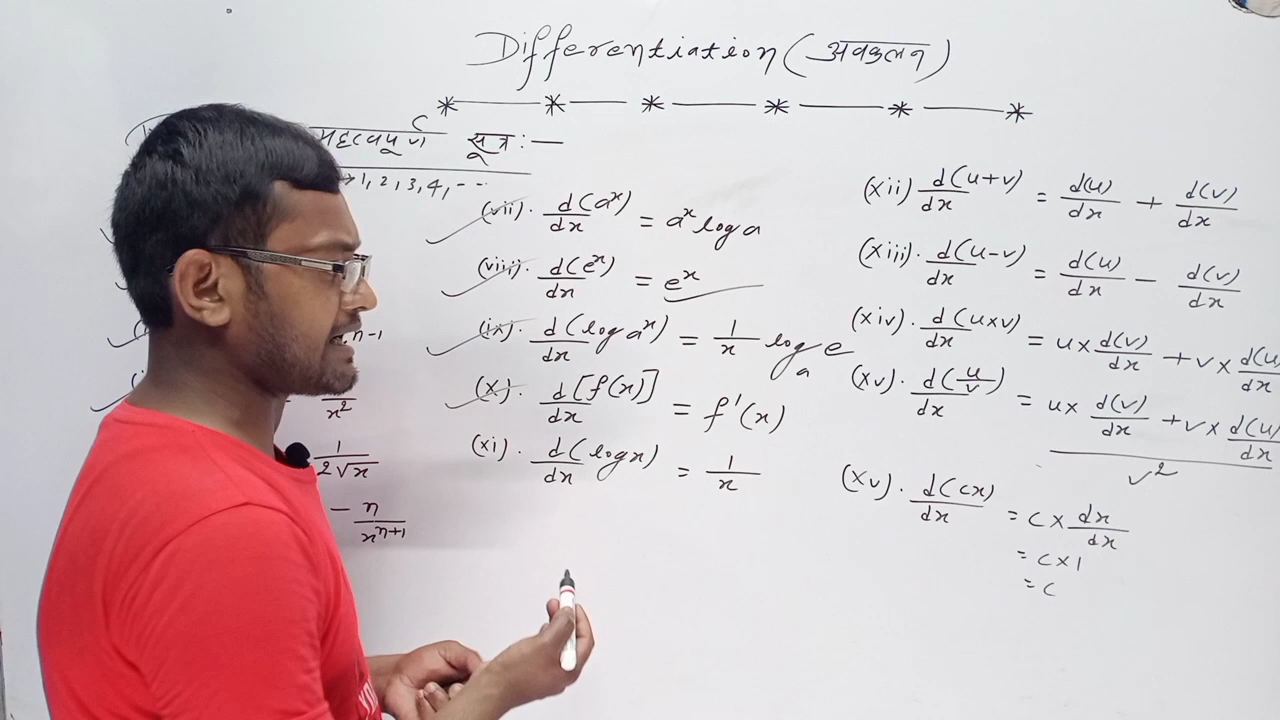 Differentiation (अवकलन)
महत्वपूर्ण सूत्र :—
→ 1, 2, 3, 4, ---
n-1
x²
1/2√x
- n/xⁿ⁺¹
(vii). d(aˣ)/dx = aˣ log a
(viii). d(eˣ)/dx = eˣ
(ix). d(log aˣ)/dx = 1/x logₐ e
(x). d[f(x)]/dx = f'(x)
(xi). d(log x)/dx = 1/x
(xii) d(u+v)/dx = d(u)/dx + d(v)/dx
(xiii). d(u-v)/dx = d(u)/dx - d(v)/dx
(xiv). d(u×v)/dx = u× d(v)/dx + v× d(u)/dx
(xv). d(u/v)/dx = u× d(v)/dx + v× d(u)/dx / v²
(xv). d(cx)/dx = c × dx/dx
= c×1
= c